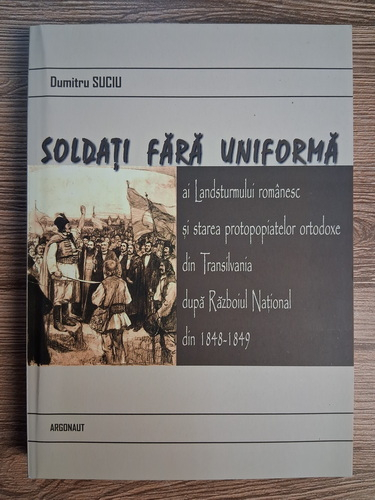 Dumitru SUCIU
SOLDAȚI FĂRĂ UNIFORMĂ
ai Landsturmului românesc
și starea protopopiatelor ortodoxe
din Transilvania
după Războiul Național
din 1848-1849
ARGONAUT